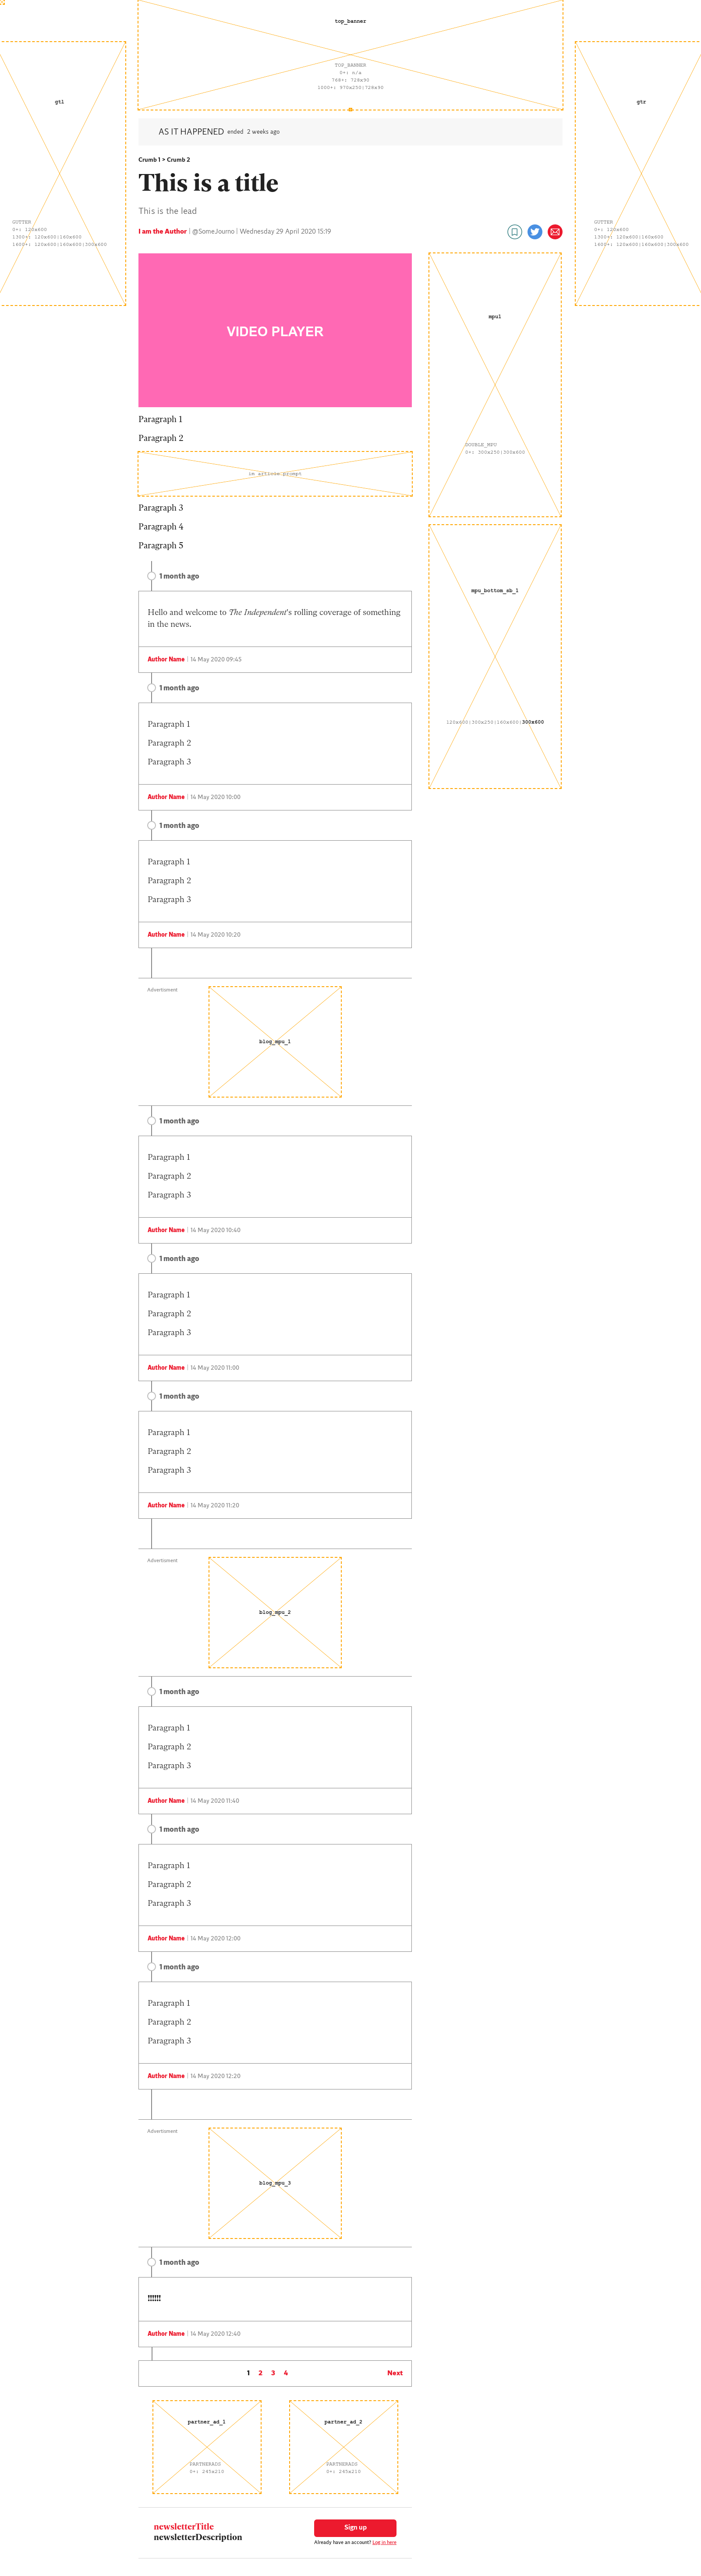 top_banner
TOP_BANNER
0+: n/a
768+: 728x90
1000+: 970x250|728x90
gtl
GUTTER
0+: 120x600
1300+: 120x600|160x600
1600+: 120x600|160x600|300x600
gtr
GUTTER
0+: 120x600
1300+: 120x600|160x600
1600+: 120x600|160x600|300x600
AS IT HAPPENED ended 2 weeks ago
Crumb 1 > Crumb 2
This is a title
This is the lead
I am the Author | @SomeJourno | Wednesday 29 April 2020 15:19
VIDEO PLAYER
mpu1
DOUBLE_MPU
0+: 300x250|300x600
Paragraph 1
Paragraph 2
in article prompt
Paragraph 3
Paragraph 4
Paragraph 5
mpu_bottom_sb_1
120x600|300x250|160x600|300x600
1 month ago
Hello and welcome to The Independent's rolling coverage of something
in the news.
Author Name | 14 May 2020 09:45
1 month ago
Paragraph 1
Paragraph 2
Paragraph 3
Author Name | 14 May 2020 10:00
1 month ago
Paragraph 1
Paragraph 2
Paragraph 3
Author Name | 14 May 2020 10:20
Advertisment
blog_mpu_1
1 month ago
Paragraph 1
Paragraph 2
Paragraph 3
Author Name | 14 May 2020 10:40
1 month ago
Paragraph 1
Paragraph 2
Paragraph 3
Author Name | 14 May 2020 11:00
1 month ago
Paragraph 1
Paragraph 2
Paragraph 3
Author Name | 14 May 2020 11:20
Advertisment
blog_mpu_2
1 month ago
Paragraph 1
Paragraph 2
Paragraph 3
Author Name | 14 May 2020 11:40
1 month ago
Paragraph 1
Paragraph 2
Paragraph 3
Author Name | 14 May 2020 12:00
1 month ago
Paragraph 1
Paragraph 2
Paragraph 3
Author Name | 14 May 2020 12:20
Advertisment
blog_mpu_3
1 month ago
!!!!!!
Author Name | 14 May 2020 12:40
1 2 3 4 Next
partner_ad_1
PARTNERADS
0+: 245x210
partner_ad_2
PARTNERADS
0+: 245x210
newsletterTitle
newsletterDescription
Sign up
Already have an account? Log in here